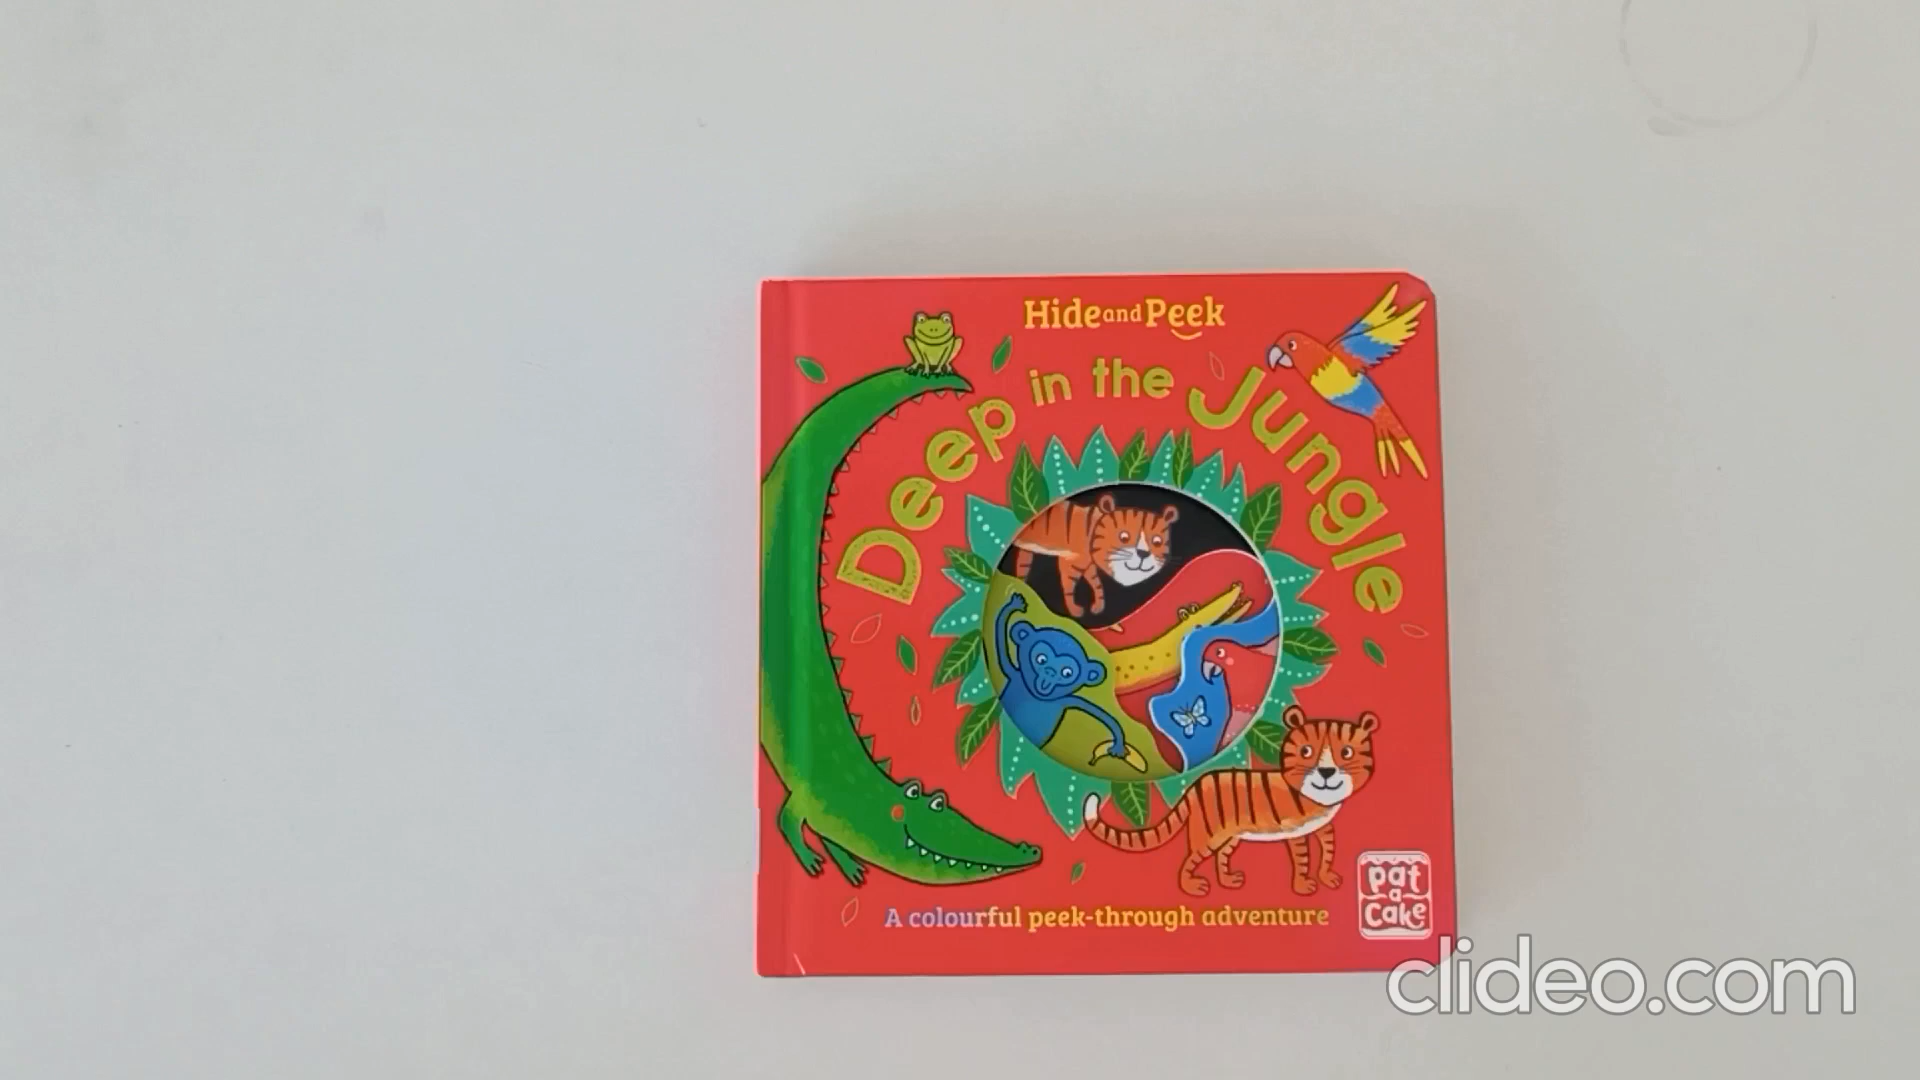 Hide and Peek
Deep in the Jungle
A colourful peek-through adventure
pat
a
cake
clideo.com